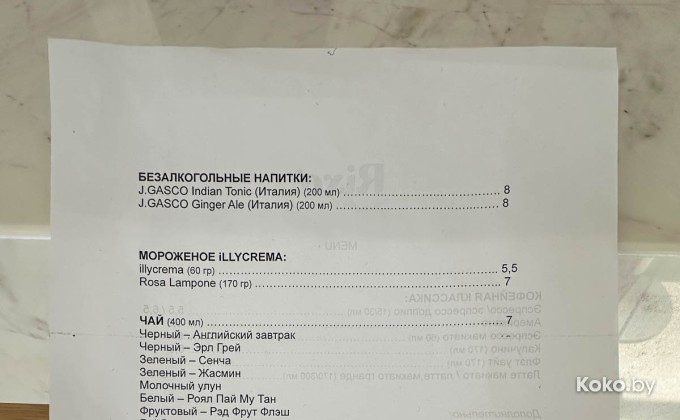 БЕЗАЛКОГОЛЬНЫЕ НАПИТКИ:
J.GASCO Indian Tonic (Италия) (200 мл) ........ 8
J.GASCO Ginger Ale (Италия) (200 мл) ........ 8
МОРОЖЕНОЕ iLLYCREMA:
illycrema (60 гр) ........ 5,5
Rosa Lampone (170 гр) ........ 7
ЧАЙ (400 мл) ........ 7
Черный – Английский завтрак
Черный – Эрл Грей
Зеленый – Сенча
Зеленый – Жасмин
Молочный улун
Белый – Роял Пай Му Тан
Фруктовый – Рэд Фрут Флэш
Koko.by